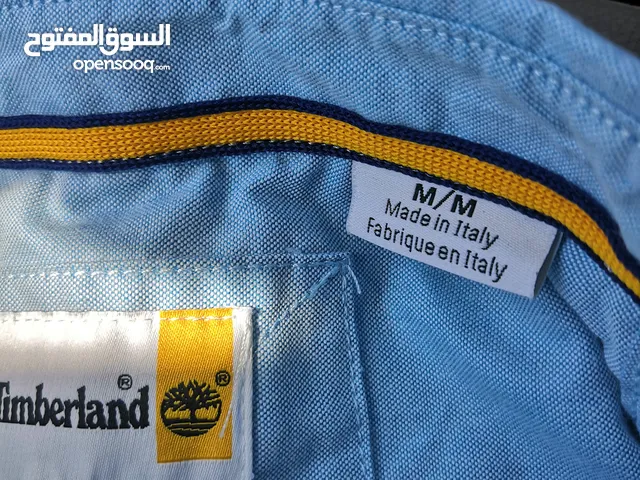 السوق المفتوح
opensooq.com
M/M
Made in Italy
Fabrique en Italy
Timberland®
®